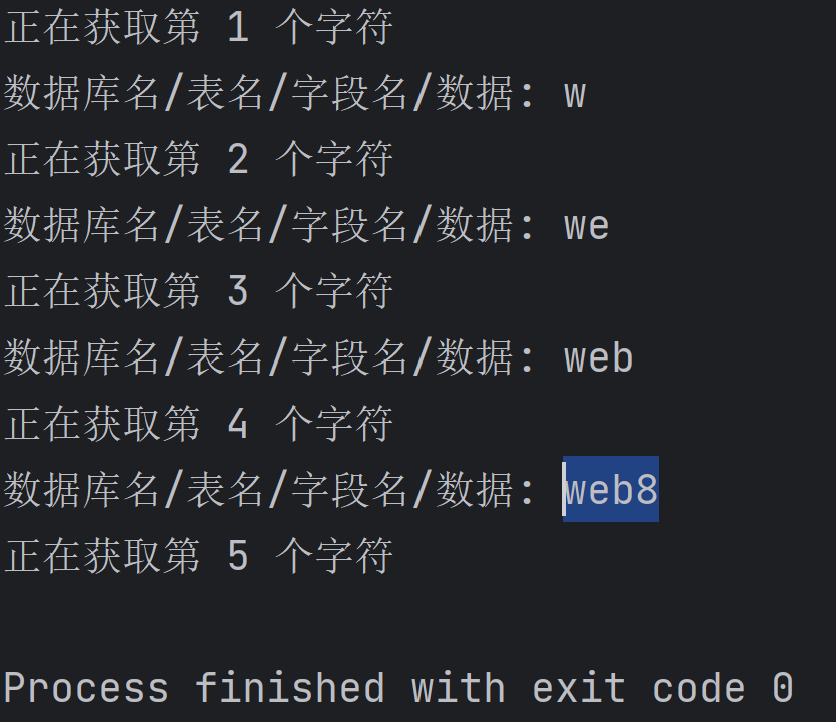 正在获取第 1 个字符
数据库名/表名/字段名/数据: w
正在获取第 2 个字符
数据库名/表名/字段名/数据: we
正在获取第 3 个字符
数据库名/表名/字段名/数据: web
正在获取第 4 个字符
数据库名/表名/字段名/数据: web8
正在获取第 5 个字符
Process finished with exit code 0